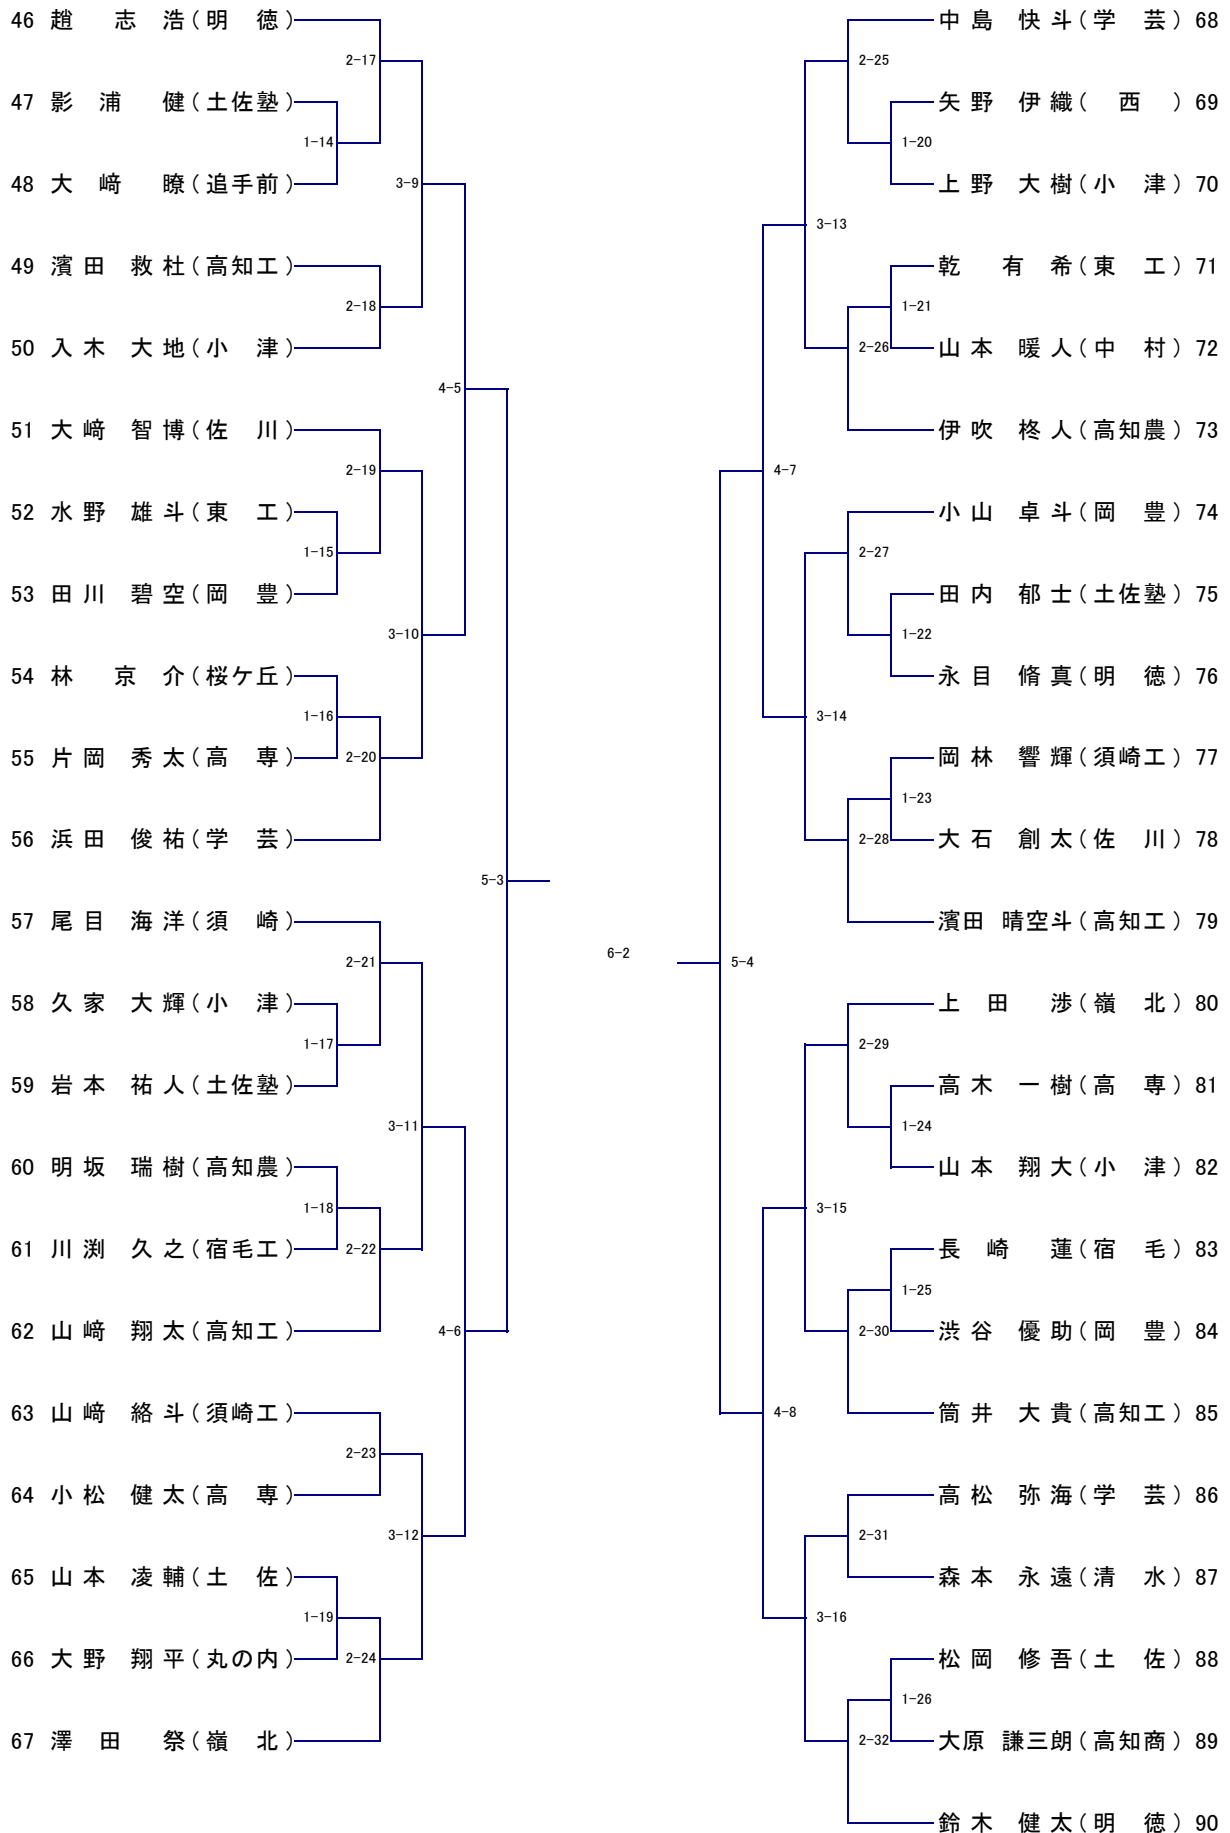 46 趙 志 浩 (明 徳)
2-17
47 影 浦 健 (土佐塾)
1-14
48 大 﨑 瞭 (追手前)
3-9
49 濱 田 救 杜 (高知工)
2-18
50 入 木 大 地 (小 津)
4-5
51 大 﨑 智 博 (佐 川)
2-19
52 水 野 雄 斗 (東 工)
1-15
53 田 川 碧 空 (岡 豊)
3-10
54 林 京 介 (桜ケ丘)
1-16
55 片 岡 秀 太 (高 専)
2-20
56 浜 田 俊 祐 (学 芸)
5-3
57 尾 目 海 洋 (須 崎)
2-21
58 久 家 大 輝 (小 津)
1-17
59 岩 本 祐 人 (土佐塾)
3-11
60 明 坂 瑞 樹 (高知農)
1-18
61 川 渕 久 之 (宿毛工)
2-22
62 山 﨑 翔 太 (高知工)
4-6
63 山 﨑 絡 斗 (須崎工)
2-23
64 小 松 健 太 (高 専)
3-12
65 山 本 凌 輔 (土 佐)
1-19
66 大 野 翔 平 (丸の内)
2-24
67 澤 田 祭 (嶺 北)
6-2
中 島 快 斗 (学 芸) 68
2-25
矢 野 伊 織 ( 西 ) 69
1-20
上 野 大 樹 (小 津) 70
3-13
乾 有 希 (東 工) 71
1-21
山 本 暖 人 (中 村) 72
2-26
伊 吹 柊 人 (高知農) 73
4-7
小 山 卓 斗 (岡 豊) 74
2-27
田 内 郁 士 (土佐塾) 75
1-22
永 目 脩 真 (明 徳) 76
3-14
岡 林 響 輝 (須崎工) 77
1-23
大 石 創 太 (佐 川) 78
2-28
濱田 晴空斗 (高知工) 79
5-4
上 田 渉 (嶺 北) 80
2-29
高 木 一 樹 (高 専) 81
1-24
山 本 翔 大 (小 津) 82
3-15
長 崎 蓮 (宿 毛) 83
1-25
渋 谷 優 助 (岡 豊) 84
2-30
筒 井 大 貴 (高知工) 85
4-8
高 松 弥 海 (学 芸) 86
2-31
森 本 永 遠 (清 水) 87
3-16
松 岡 修 吾 (土 佐) 88
1-26
大原 謙三朗 (高知商) 89
2-32
鈴 木 健 太 (明 徳) 90